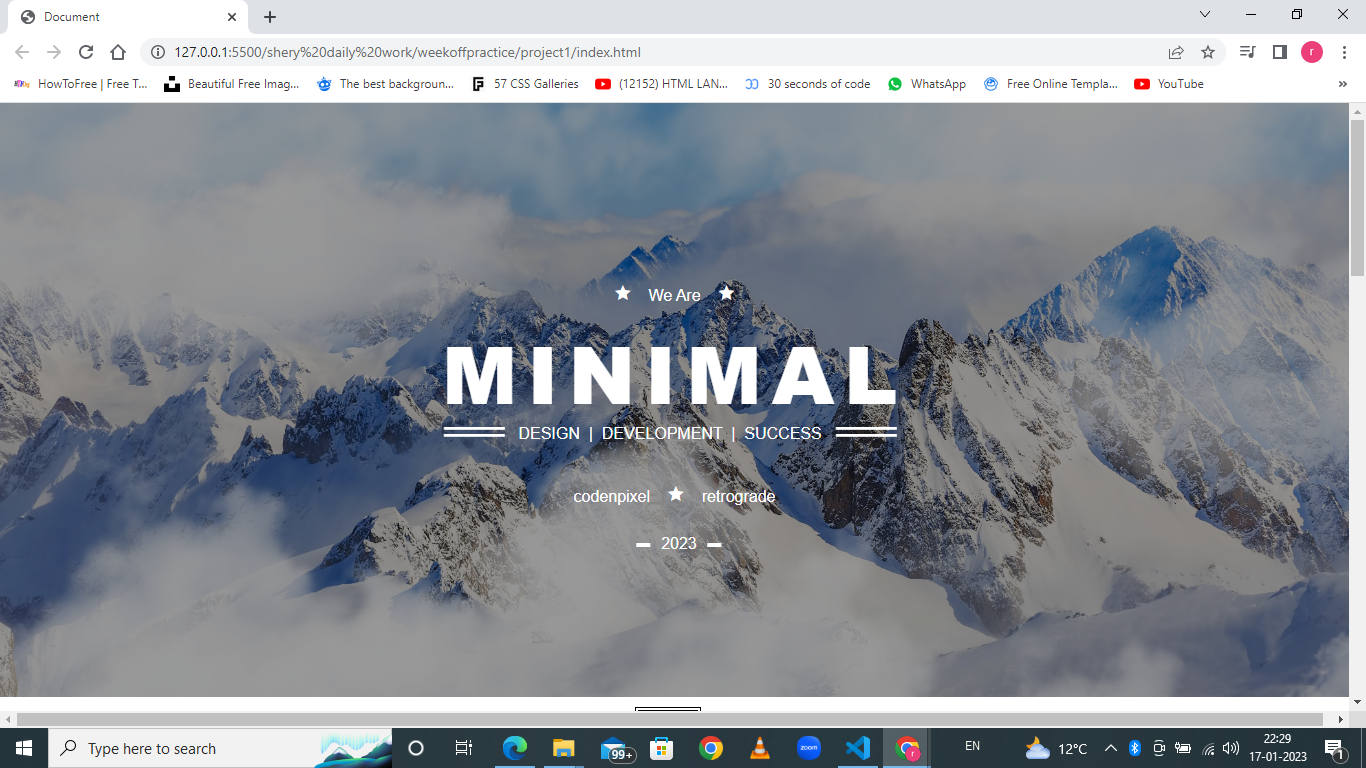 Document
127.0.0.1:5500/shery%20daily%20work/weekoffpractice/project1/index.html
r
HowToFree | Free T... Beautiful Free Imag... The best backgroun... 57 CSS Galleries (12152) HTML LAN... 30 seconds of code WhatsApp Free Online Templa... YouTube »
We Are
MINIMAL
DESIGN | DEVELOPMENT | SUCCESS
codenpixel retrograde
2023
Type here to search 99+ zoom r EN 12°C 22:29
17-01-2023 1